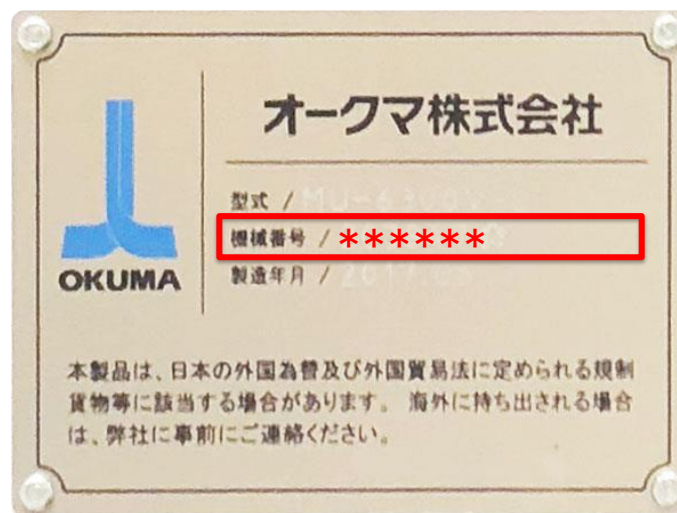 オークマ株式会社
型式 / MU-6300V
機械番号 / ******
製造年月 /
OKUMA
本製品は、日本の外国為替及び外国貿易法に定められる規制
貨物等に該当する場合があります。 海外に持ち出される場合
は、弊社に事前にご連絡ください。